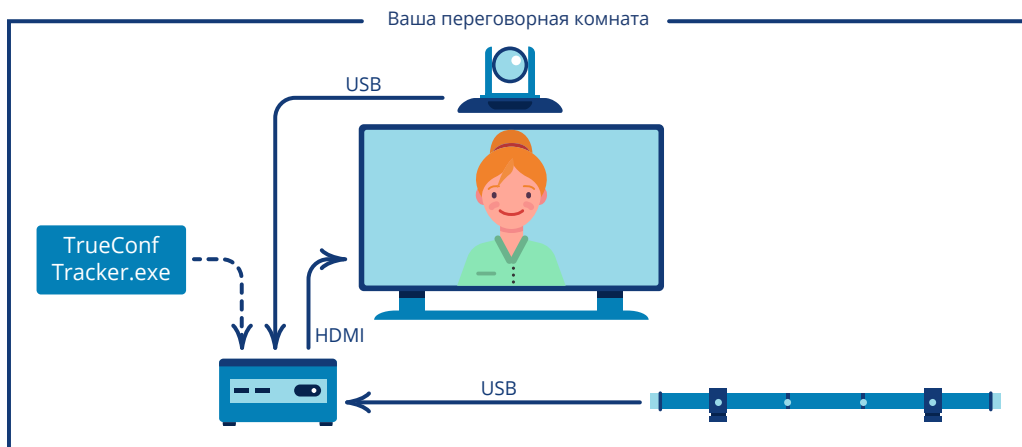 Ваша переговорная комната
USB
TrueConf
Tracker.exe
HDMI
USB